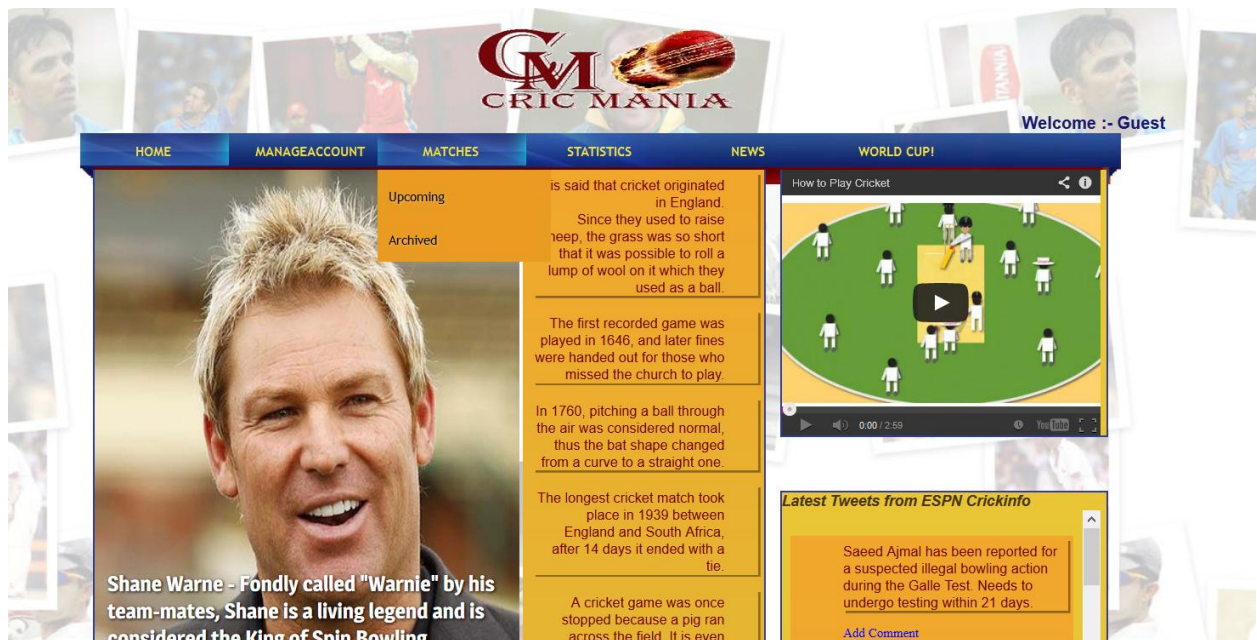 CM
CRIC MANIA
Welcome :- Guest
HOME
MANAGEACCOUNT
MATCHES
STATISTICS
NEWS
WORLD CUP!
Upcoming
Archived
Shane Warne - Fondly called "Warnie" by his
team-mates, Shane is a living legend and is
considered the King of Spin Bowling
is said that cricket originated
in England.
Since they used to raise
heep, the grass was so short
that it was possible to roll a
lump of wool on it which they
used as a ball.
The first recorded game was
played in 1646, and later fines
were handed out for those who
missed the church to play.
In 1760, pitching a ball through
the air was considered normal,
thus the bat shape changed
from a curve to a straight one.
The longest cricket match took
place in 1939 between
England and South Africa,
after 14 days it ended with a
tie.
A cricket game was once
stopped because a pig ran
across the field. It is even
How to Play Cricket
0:00 / 2:59
YouTube
Latest Tweets from ESPN Crickinfo
Saeed Ajmal has been reported for
a suspected illegal bowling action
during the Galle Test. Needs to
undergo testing within 21 days.
Add Comment